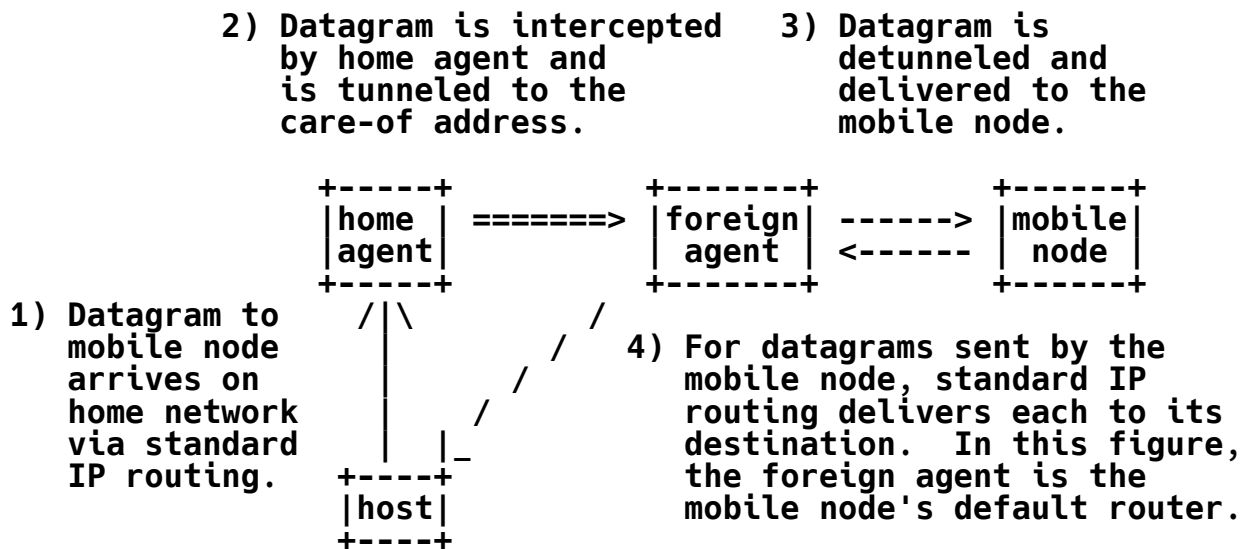 2) Datagram is intercepted   3) Datagram is
   by home agent and            detunneled and
   is tunneled to the           delivered to the
   care-of address.             mobile node.

                +-----+          +-------+         +------+
                |home | =======> |foreign| ------> |mobile|
                |agent|          | agent | <------ | node |
                +-----+          +-------+         +------+
1) Datagram to    /|\         /
   mobile node     |        /   4) For datagrams sent by the
   arrives on      |      /        mobile node, standard IP
   home network    |    /          routing delivers each to its
   via standard    |  |_           destination.  In this figure,
   IP routing.   +----+            the foreign agent is the
                 |host|            mobile node's default router.
                 +----+